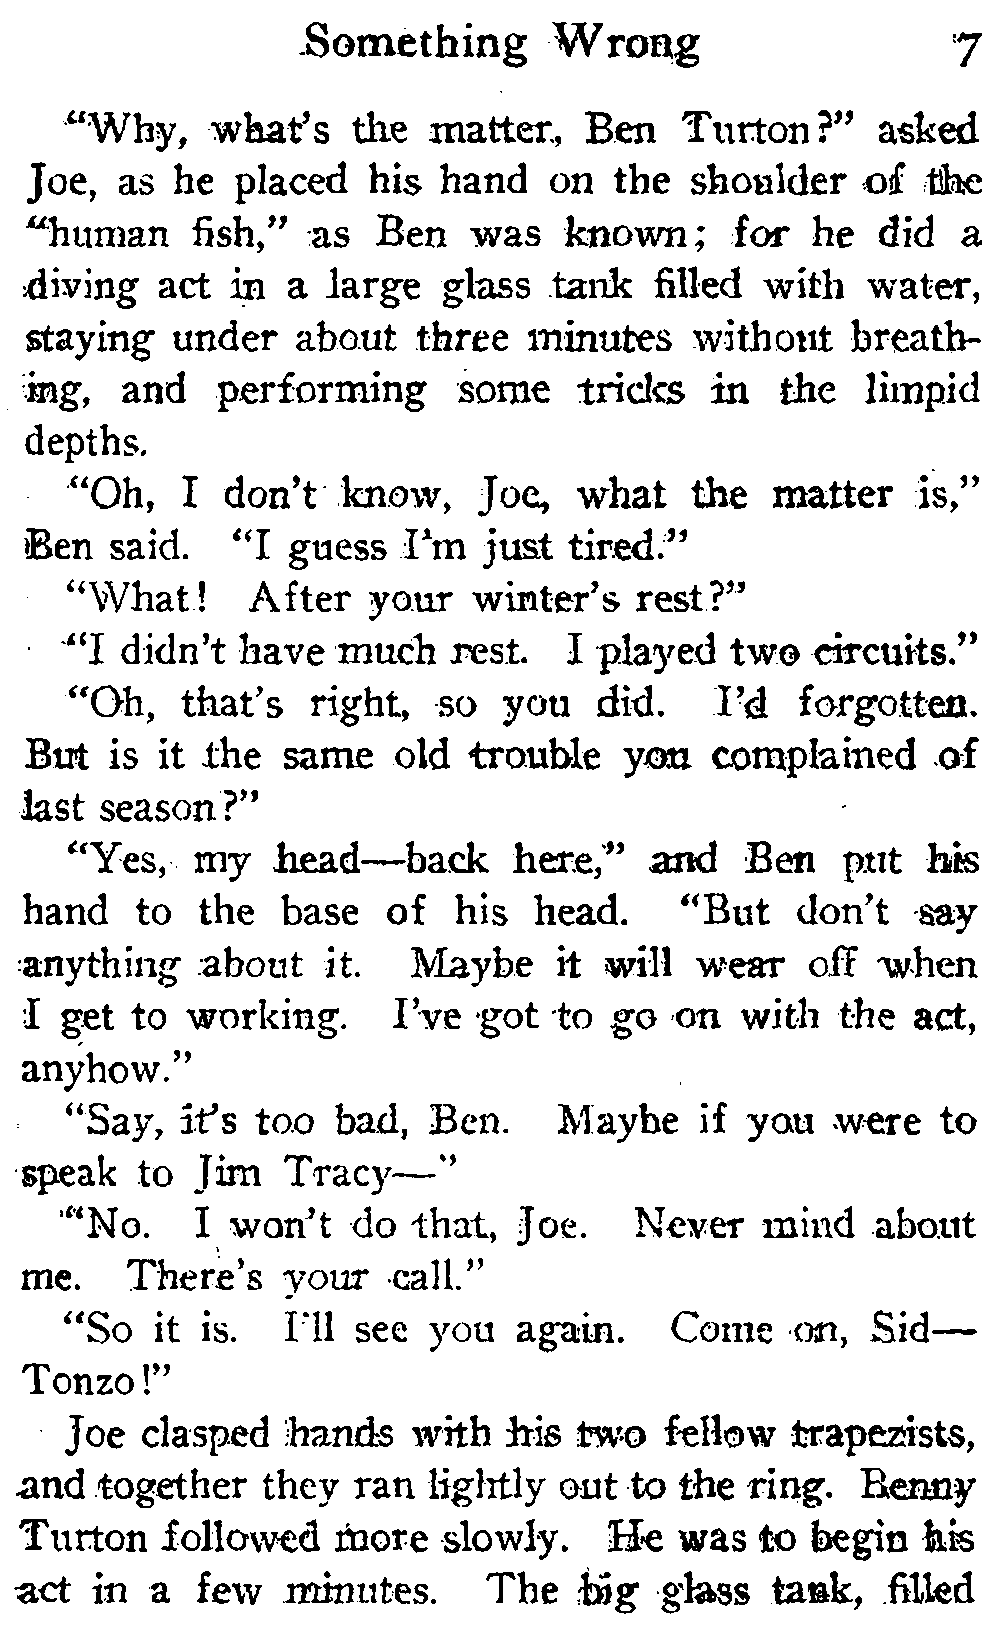 Something Wrong 7
"Why, what's the matter, Ben Turton?" asked
Joe, as he placed his hand on the shoulder of the
"human fish," as Ben was known; for he did a
diving act in a large glass tank filled with water,
staying under about three minutes without breath-
ing, and performing some tricks in the limpid
depths.
"Oh, I don't know, Joe, what the matter is,"
Ben said. "I guess I'm just tired."
"What! After your winter's rest?"
"I didn't have much rest. I played two circuits."
"Oh, that's right, so you did. I'd forgotten.
But is it the same old trouble you complained of
last season?"
"Yes, my head—back here," and Ben put his
hand to the base of his head. "But don't say
anything about it. Maybe it will wear off when
I get to working. I've got to go on with the act,
anyhow."
"Say, it's too bad, Ben. Maybe if you were to
speak to Jim Tracy—"
"No. I won't do that, Joe. Never mind about
me. There's your call."
"So it is. I'll see you again. Come on, Sid—
Tonzo!"
Joe clasped hands with his two fellow trapezists,
and together they ran lightly out to the ring. Benny
Turton followed more slowly. He was to begin his
act in a few minutes. The big glass tank, filled